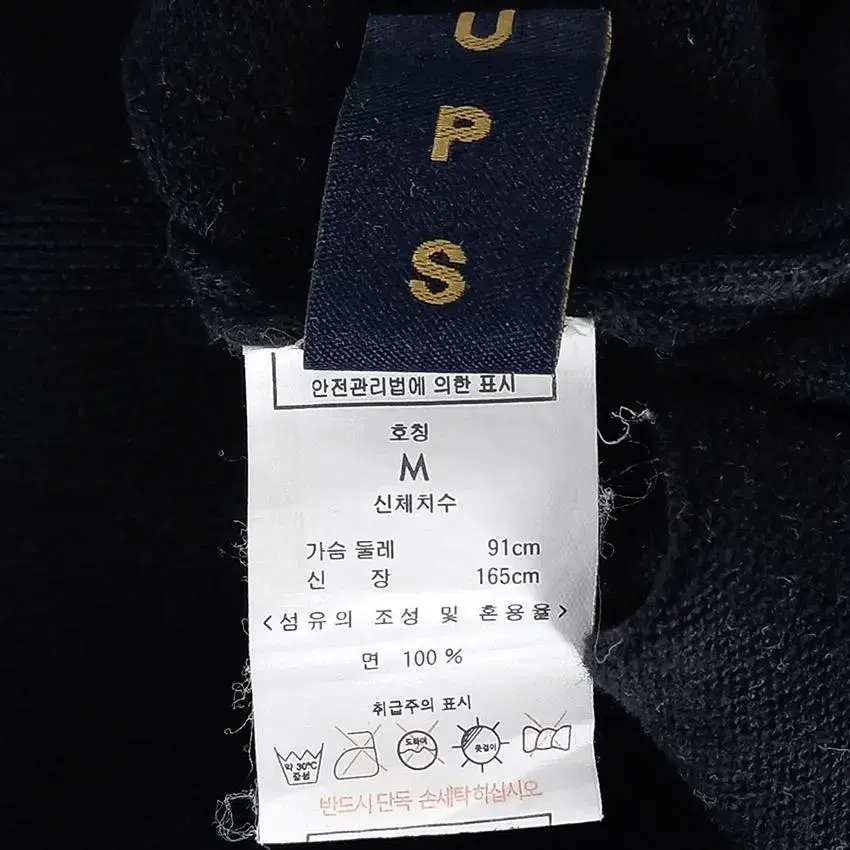 U
P
S
안전관리법에 의한 표시
호칭
M
신체치수
가슴 둘레 91cm
신 장 165cm
<섬유의 조성 및 혼용율>
면 100 %
취급주의 표시
약 30℃
중성
드라이
옷걸이
반드시 단독 손세탁하십시오